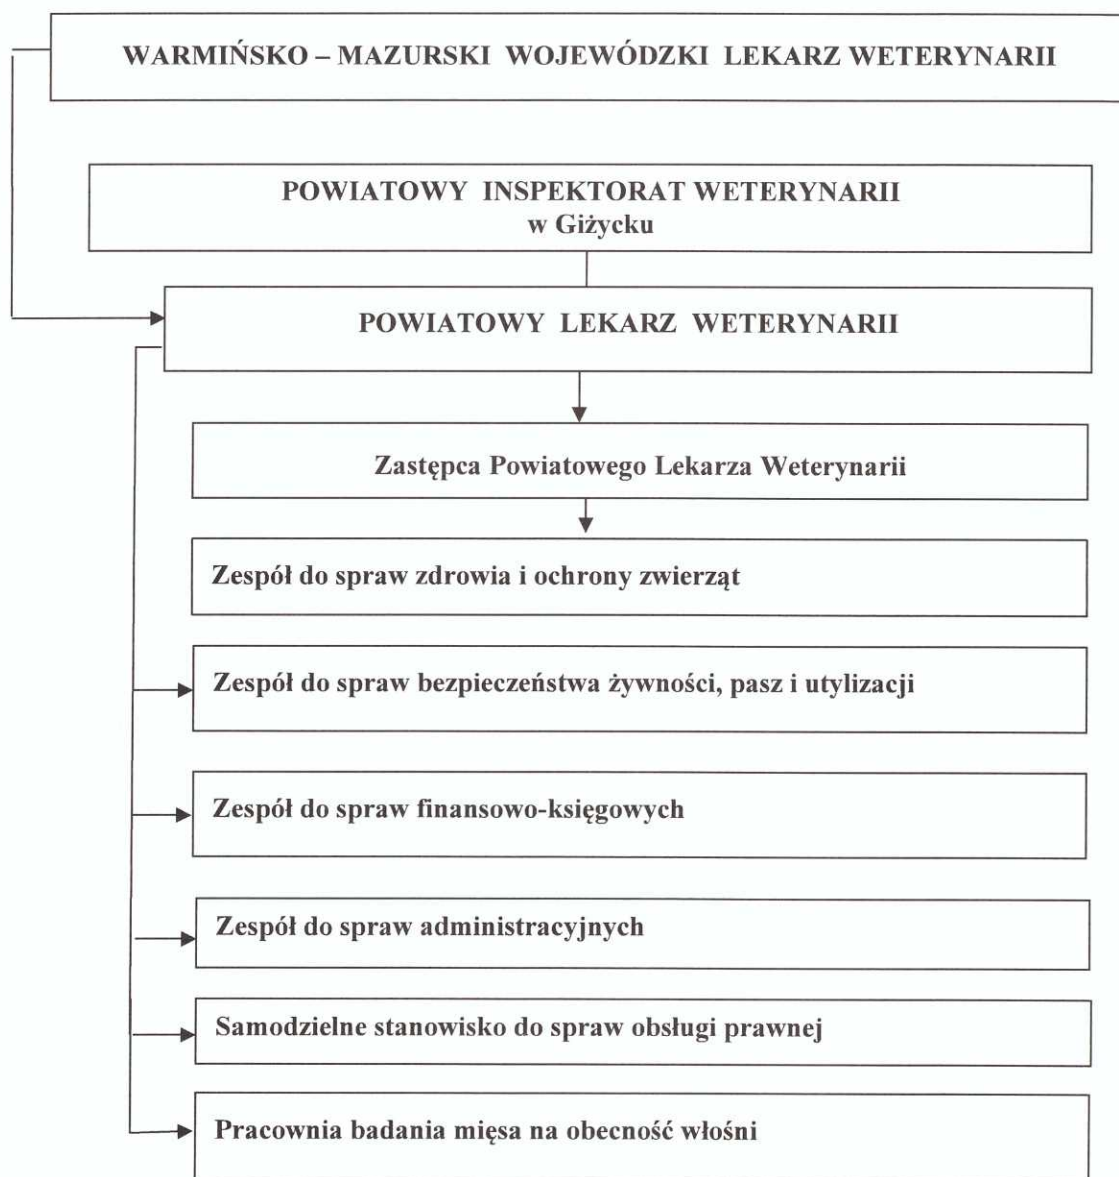 WARMIŃSKO – MAZURSKI WOJEWÓDZKI LEKARZ WETERYNARII
POWIATOWY INSPEKTORAT WETERYNARII
w Giżycku
POWIATOWY LEKARZ WETERYNARII
Zastępca Powiatowego Lekarza Weterynarii
Zespół do spraw zdrowia i ochrony zwierząt
Zespół do spraw bezpieczeństwa żywności, pasz i utylizacji
Zespół do spraw finansowo-księgowych
Zespół do spraw administracyjnych
Samodzielne stanowisko do spraw obsługi prawnej
Pracownia badania mięsa na obecność włośni